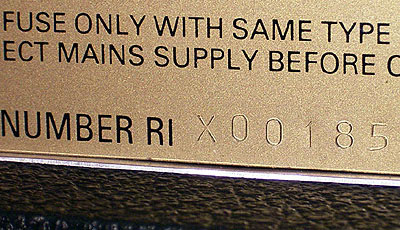 FUSE ONLY WITH SAME TYPE
ECT MAINS SUPPLY BEFORE
NUMBER RI X00185